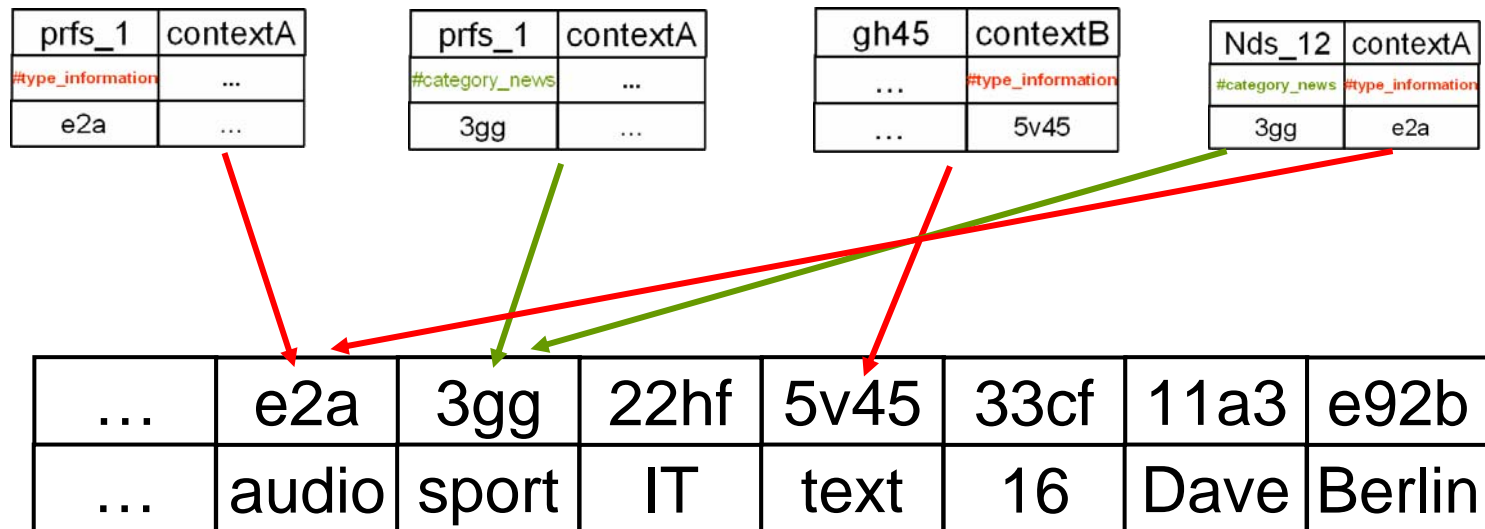 prfs_1 contextA
#type_information ...
e2a ...
prfs_1 contextA
#category_news ...
3gg ...
gh45 contextB
... #type_information
... 5v45
Nds_12 contextA
#category_news #type_information
3gg e2a
... e2a 3gg 22hf 5v45 33cf 11a3 e92b
... audio sport IT text 16 Dave Berlin